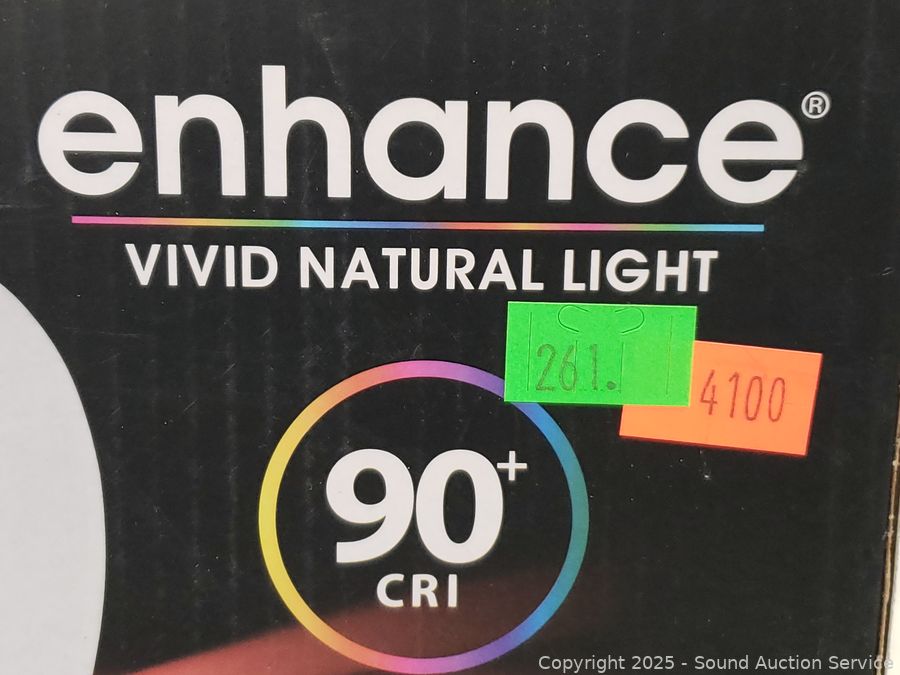 enhance®
VIVID NATURAL LIGHT
261.
4100
90+
CRI
Copyright 2025 - Sound Auction Service